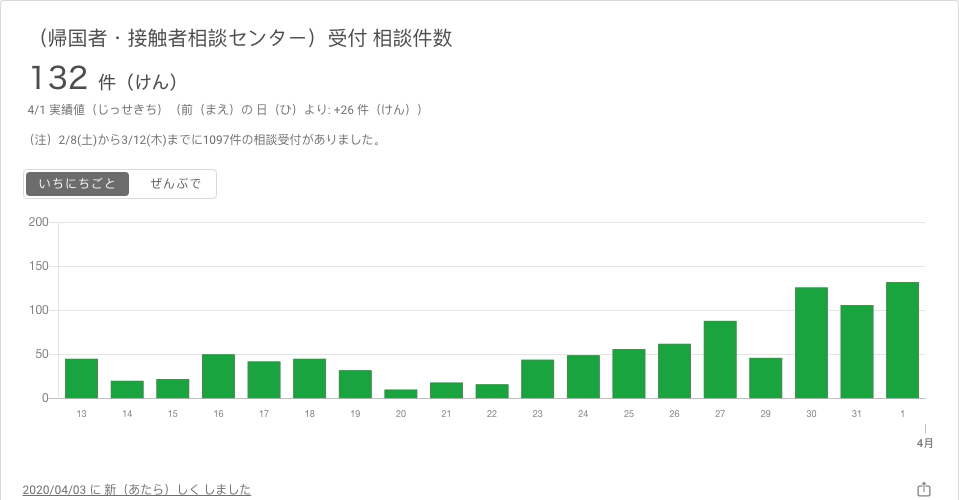 （帰国者・接触者相談センター）受付 相談件数
132 件（けん）
4/1 実績値（じっせきち）（前（まえ）の 日（ひ）より: +26 件（けん））
（注）2/8(土)から3/12(木)までに1097件の相談受付がありました。
いちにちごと ぜんぶで
200
150
100
50
0
13 14 15 16 17 18 19 20 21 22 23 24 25 26 27 29 30 31 1
4月
2020/04/03 に 新（あたら）しく しました